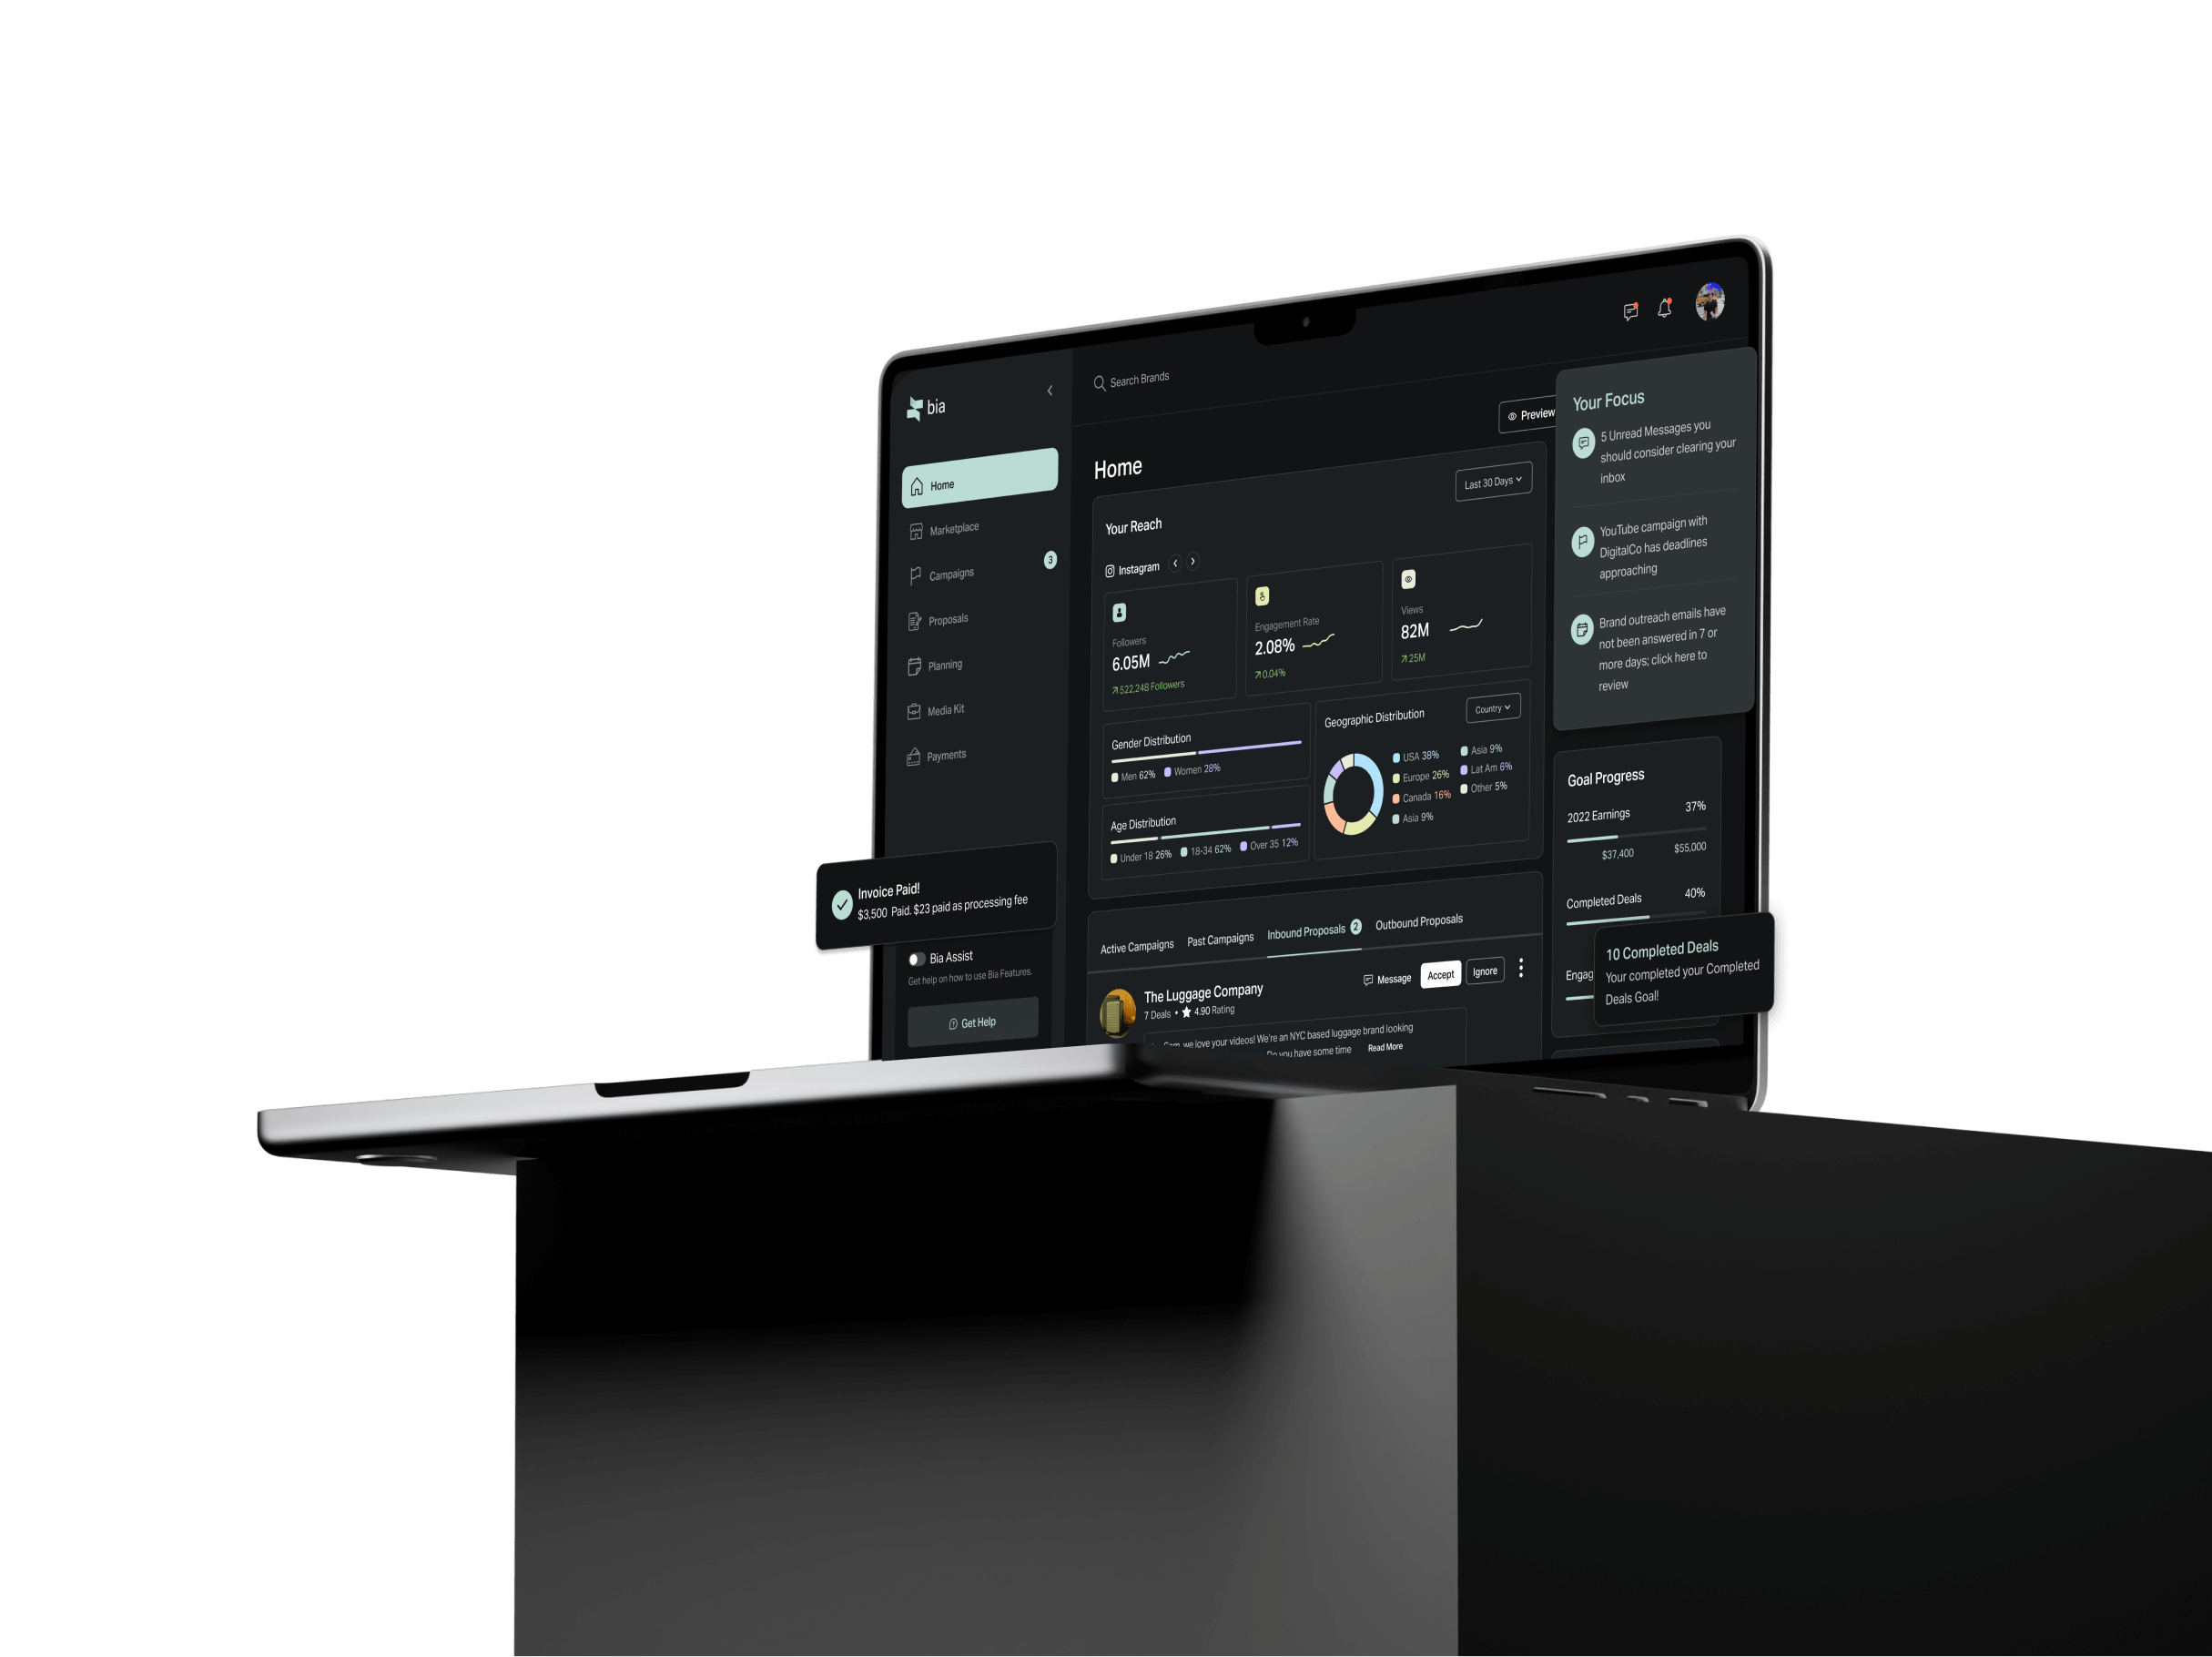 bia
Search Brands
Home
Marketplace
Campaigns
3
Proposals
Planning
Media Kit
Payments
Invoice Paid!
$3,500 Paid. $23 paid as processing fee
Bia Assist
Get help on how to use Bia Features.
Get Help
Preview
Home
Last 30 Days
Your Reach
Instagram
Followers
6.05M
522,248 Followers
Engagement Rate
2.08%
0.04%
Views
82M
25M
Gender Distribution
Men 62% Women 28%
Age Distribution
Under 18 26% 18-34 62% Over 35 12%
Geographic Distribution
Country
USA 38%
Europe 26%
Canada 16%
Asia 9%
Asia 9%
Lat Am 6%
Other 5%
Active Campaigns Past Campaigns Inbound Proposals 2 Outbound Proposals
The Luggage Company
7 Deals • 4.90 Rating
Message Accept Ignore
we love your videos! We're an NYC based luggage brand looking
you have some time Read More
Your Focus
5 Unread Messages you
should consider clearing your
inbox
YouTube campaign with
DigitalCo has deadlines
approaching
Brand outreach emails have
not been answered in 7 or
more days; click here to
review
Goal Progress
2022 Earnings 37%
$37,400 $55,000
Completed Deals 40%
Engag
10 Completed Deals
Your completed your Completed
Deals Goal!